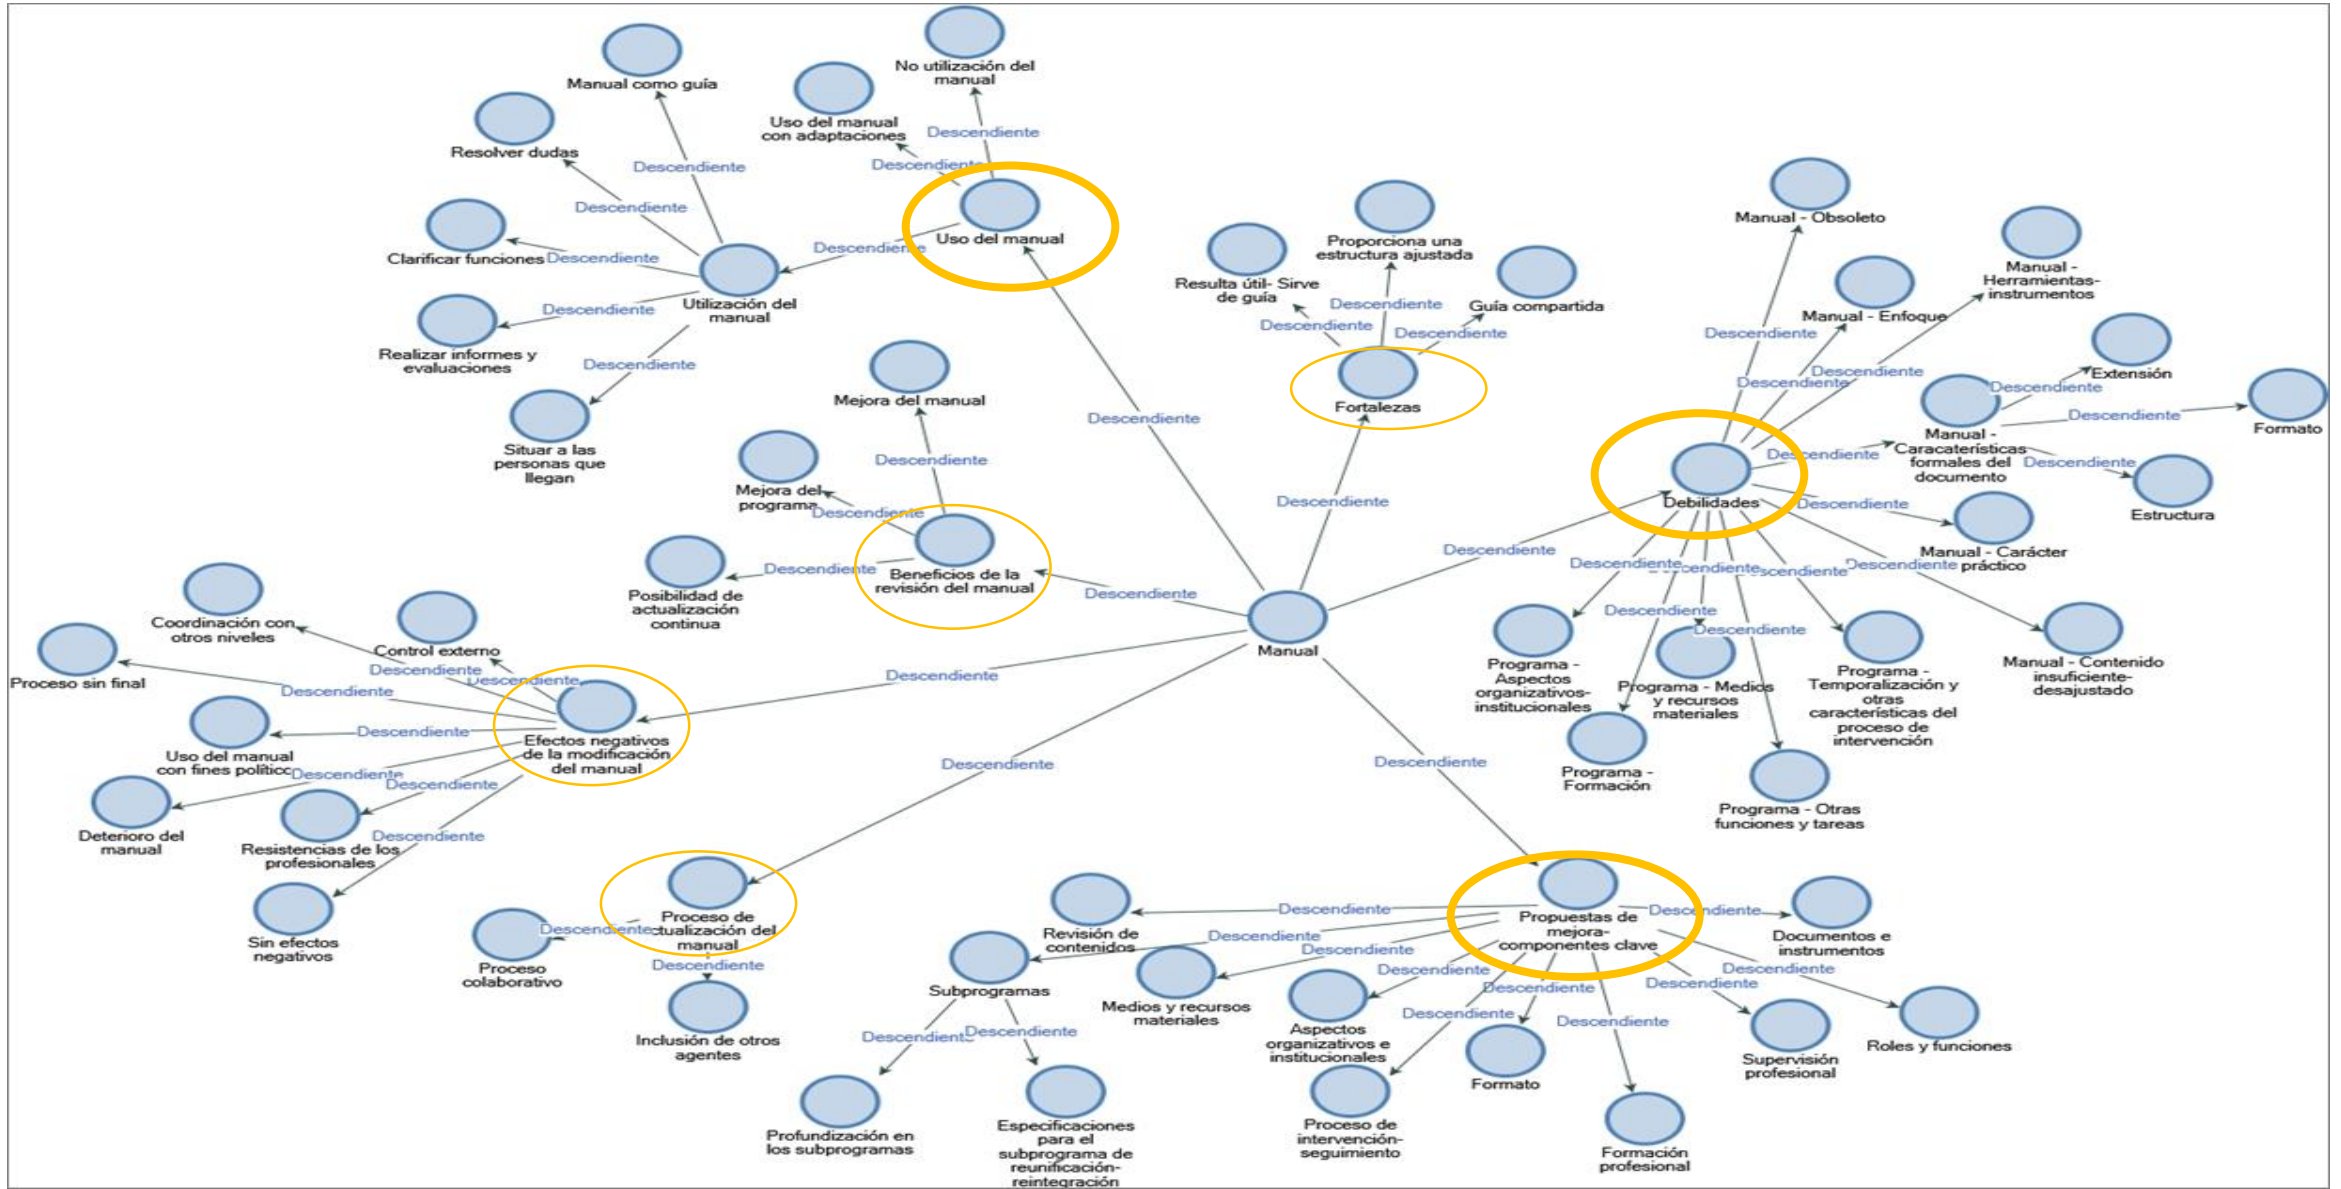 No utilización del
manual
Manual como guía
Uso del manual
con adaptaciones
Descendiente
Resolver dudas
Descendiente
Descendiente
Descendiente
Manual - Obsoleto
Clarificar funciones
Descendiente
Descendiente
Uso del manual
Proporciona una
estructura ajustada
Manual -
Herramientas-
instrumentos
Resulta útil- Sirve
de guía
Guía compartida
Utilización del
manual
Descendiente
Descendiente
Descendiente
Descendiente
Manual - Enfoque
Descendiente
Realizar informes y
evaluaciones
Descendiente
Descendiente
Descendiente
Extensión
Descendiente
Mejora del manual
Fortalezas
Descendiente
Descendiente
Formato
Situar a las
personas que
llegan
Descendiente
Descendiente
Manual -
Caracaterísticas
formales del
documento
Descendiente
Mejora del
programa
Descendiente
Descendiente
Debilidades
Descendiente
Estructura
Descendiente
Manual - Carácter
práctico
Descendiente
Descendiente
Descendiente
Beneficios de la
revisión del manual
Descendiente
Posibilidad de
actualización
continua
Descendiente
Descendiente
Coordinación con
otros niveles
Control externo
Manual
Programa -
Aspectos
organizativos-
institucionales
Programa - Medios
y recursos
materiales
Programa -
Temporalización y
otras
características del
proceso de
intervención
Manual - Contenido
insuficiente-
desajustado
Proceso sin final
Descendiente
Descendiente
Descendiente
Descendiente
Uso del manual
con fines
Descendiente
Efectos negativos
de la modificación
del manual
Descendiente
Descendiente
Descendiente
Descendiente
Programa -
Formación
Programa - Otras
funciones y tareas
Deterioro del
manual
Resistencias de los
profesionales
Descendiente
Sin efectos
negativos
Proceso de
manual
Descendiente
Descendiente
Proceso
colaborativo
Inclusión de otros
agentes
Propuestas de
mejora-
componentes clave
Descendiente
Descendiente
Descendiente
Descendiente
Descendiente
Descendiente
Descendiente
Descendiente
Descendiente
Descendiente
Revisión de
contenidos
Documentos e
instrumentos
Subprogramas
Medios y recursos
materiales
Aspectos
organizativos e
institucionales
Formato
Supervisión
profesional
Roles y funciones
Descendiente
Profundización en
los subprogramas
Especificaciones
para el
subprograma de
reunificación-
reintegración
Proceso de
intervención-
seguimiento
Formación
profesional